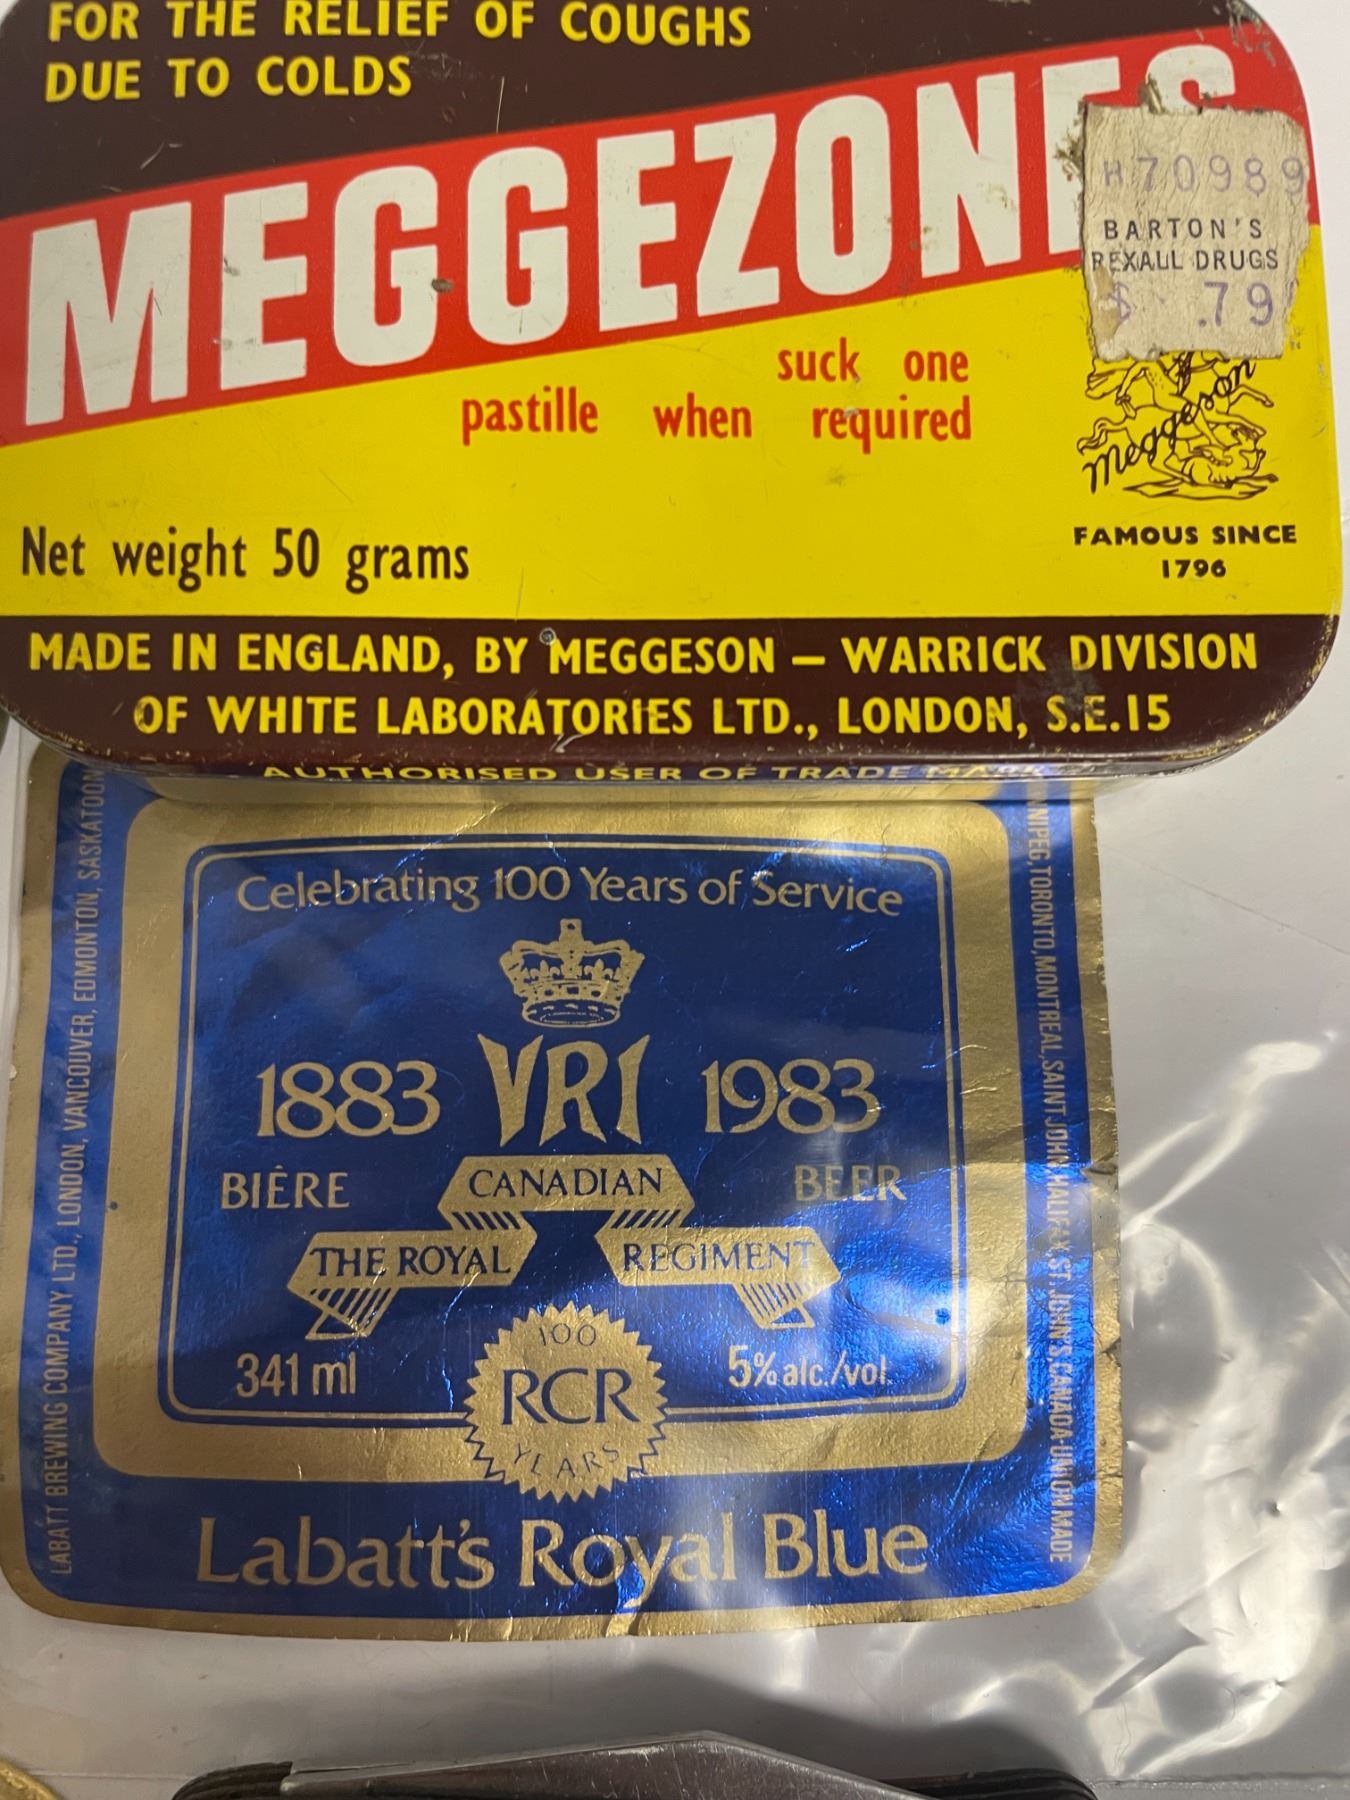 FOR THE RELIEF OF COUGHS
DUE TO COLDS
MEGGEZONES
H70989
BARTON'S
REXALL DRUGS
$ .79
suck one
pastille when required
Meggeson
FAMOUS SINCE
1796
Net weight 50 grams
MADE IN ENGLAND, BY MEGGESON – WARRICK DIVISION
OF WHITE LABORATORIES LTD., LONDON, S.E.15
AUTHORISED USER OF TRADE MARK
LABATT BREWING COMPANY LTD., LONDON, VANCOUVER, EDMONTON, SASKATOON
Celebrating 100 Years of Service
1883 VRI 1983
BIÈRE CANADIAN BEER
THE ROYAL REGIMENT
341 ml 5% alc./vol.
100
RCR
YEARS
Labatt's Royal Blue
NIPEG, TORONTO, MONTREAL, SAINT JOHN, HALIFAX, ST. JOHN'S, CANADA·UNION MADE